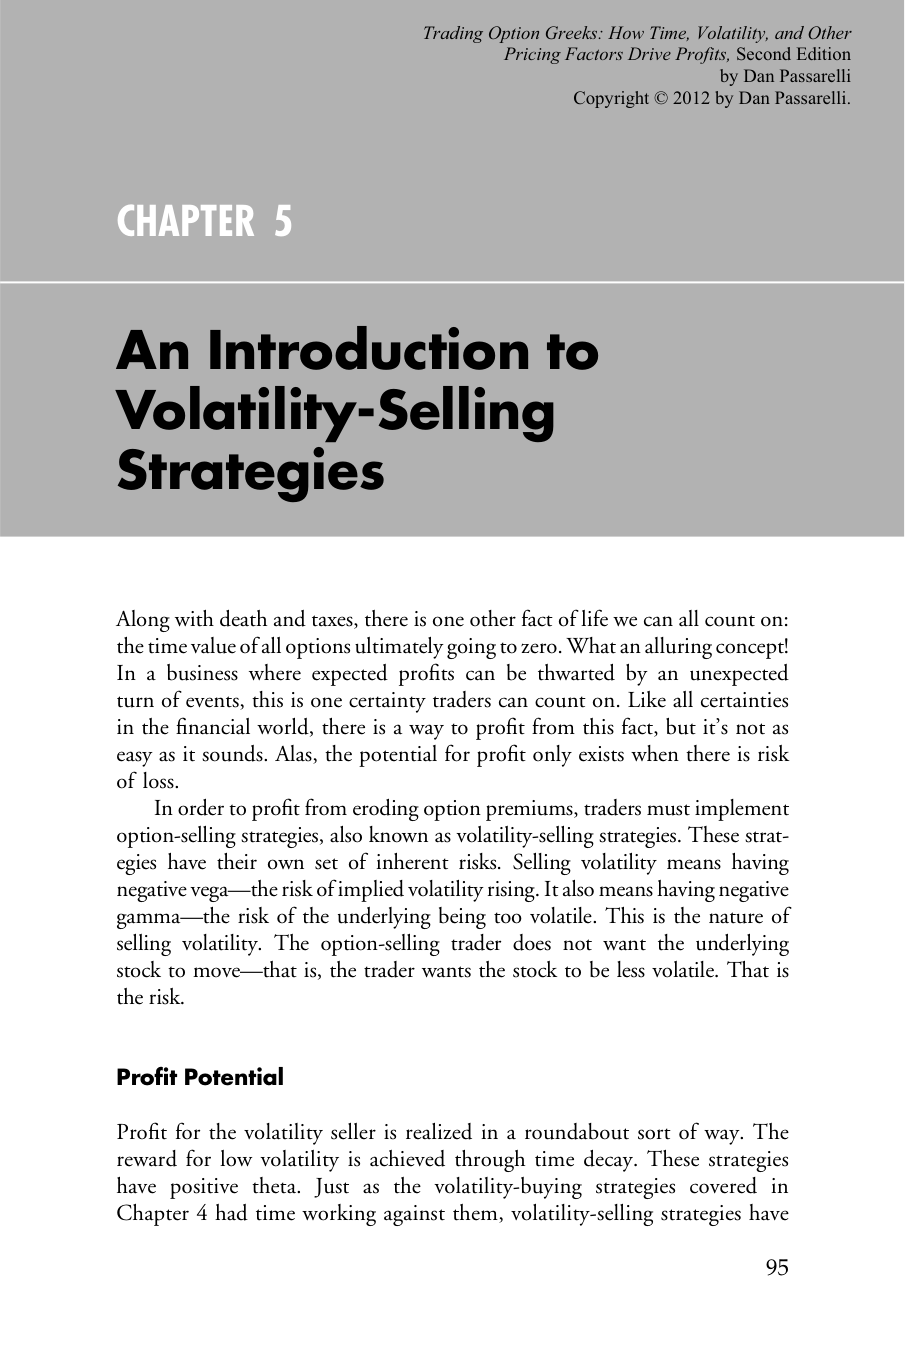 Trading Option Greeks: How Time, Volatility, and Other
Pricing Factors Drive Profits, Second Edition
by Dan Passarelli
Copyright © 2012 by Dan Passarelli.
CHAPTER 5
An Introduction to
Volatility-Selling
Strategies
Along with death and taxes, there is one other fact of life we can all count on:
the time value of all options ultimately going to zero. What an alluring concept!
In a business where expected profits can be thwarted by an unexpected
turn of events, this is one certainty traders can count on. Like all certainties
in the financial world, there is a way to profit from this fact, but it’s not as
easy as it sounds. Alas, the potential for profit only exists when there is risk
of loss.
In order to profit from eroding option premiums, traders must implement
option-selling strategies, also known as volatility-selling strategies. These strat-
egies have their own set of inherent risks. Selling volatility means having
negative vega—the risk of implied volatility rising. It also means having negative
gamma—the risk of the underlying being too volatile. This is the nature of
selling volatility. The option-selling trader does not want the underlying
stock to move—that is, the trader wants the stock to be less volatile. That is
the risk.
Profit Potential
Profit for the volatility seller is realized in a roundabout sort of way. The
reward for low volatility is achieved through time decay. These strategies
have positive theta. Just as the volatility-buying strategies covered in
Chapter 4 had time working against them, volatility-selling strategies have
95